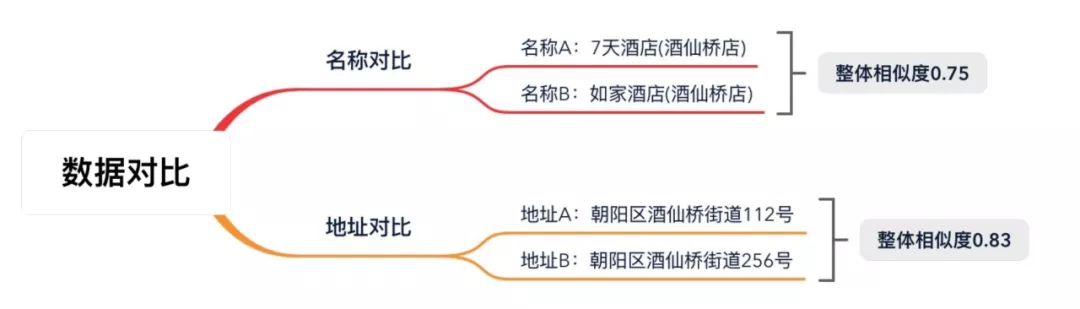 数据对比
名称对比
名称A：7天酒店(酒仙桥店)
名称B：如家酒店(酒仙桥店)
整体相似度0.75
地址对比
地址A：朝阳区酒仙桥街道112号
地址B：朝阳区酒仙桥街道256号
整体相似度0.83